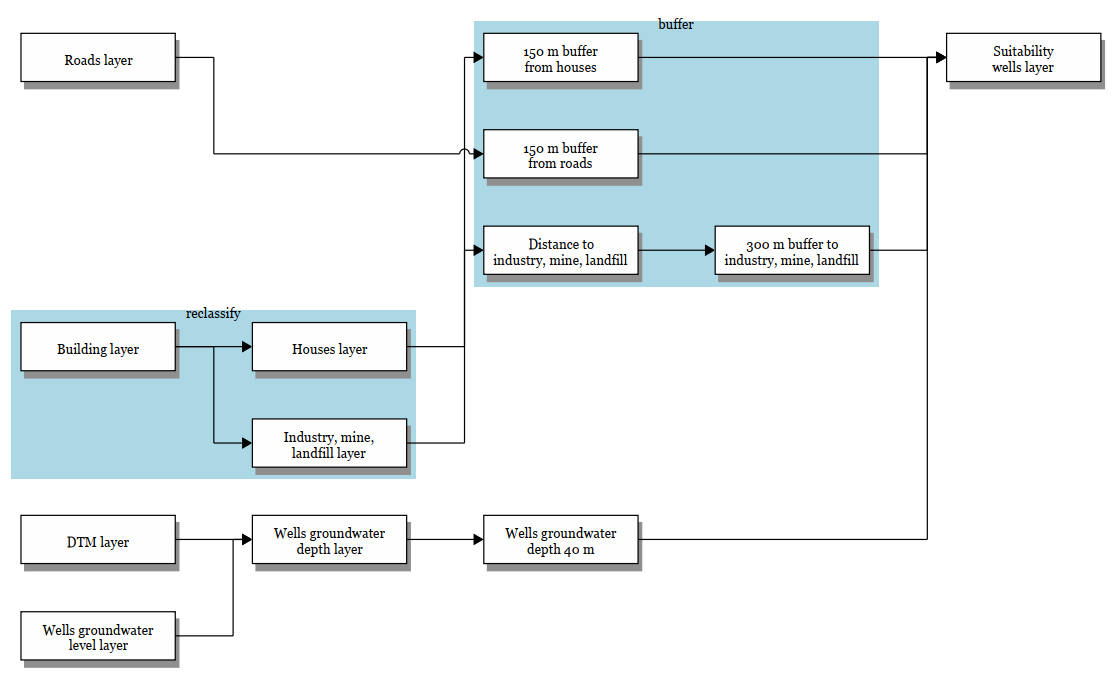 buffer
Roads layer
150 m buffer
from houses
Suitability
wells layer
150 m buffer
from roads
Distance to
industry, mine, landfill
300 m buffer to
industry, mine, landfill
reclassify
Building layer
Houses layer
Industry, mine,
landfill layer
DTM layer
Wells groundwater
depth layer
Wells groundwater
depth 40 m
Wells groundwater
level layer